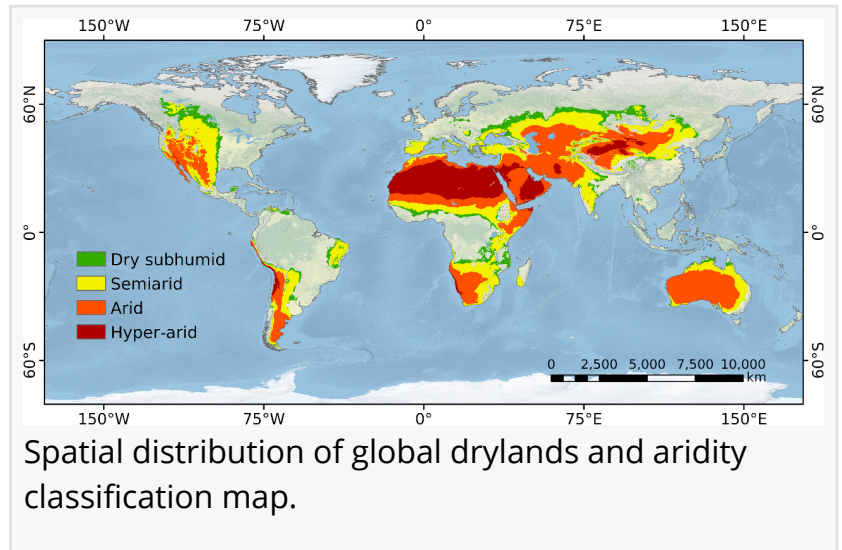 150°W 75°W 0° 75°E 150°E
60°N 60°N
0° 0°
Dry subhumid
Semiarid
Arid
Hyper-arid
60°S 60°S
0 2,500 5,000 7,500 10,000
km
150°W 75°W 0° 75°E 150°E
Spatial distribution of global drylands and aridity
classification map.